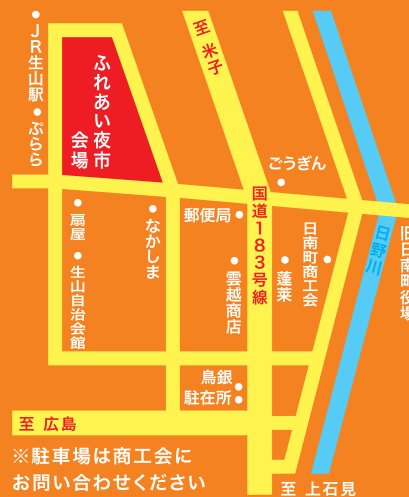 至 米子
●JR生山駅 ●ぷらら
ふれあい夜市
会場
ごうぎん
郵便局●
国道183号線
日野川
旧日南町役場
●扇屋 ●生山自治会館
●なかしま
●雲越商店
●蓬莱
日南町商工会●
鳥銀●
駐在所●
至 広島
※駐車場は商工会に
お問い合わせください
至 上石見